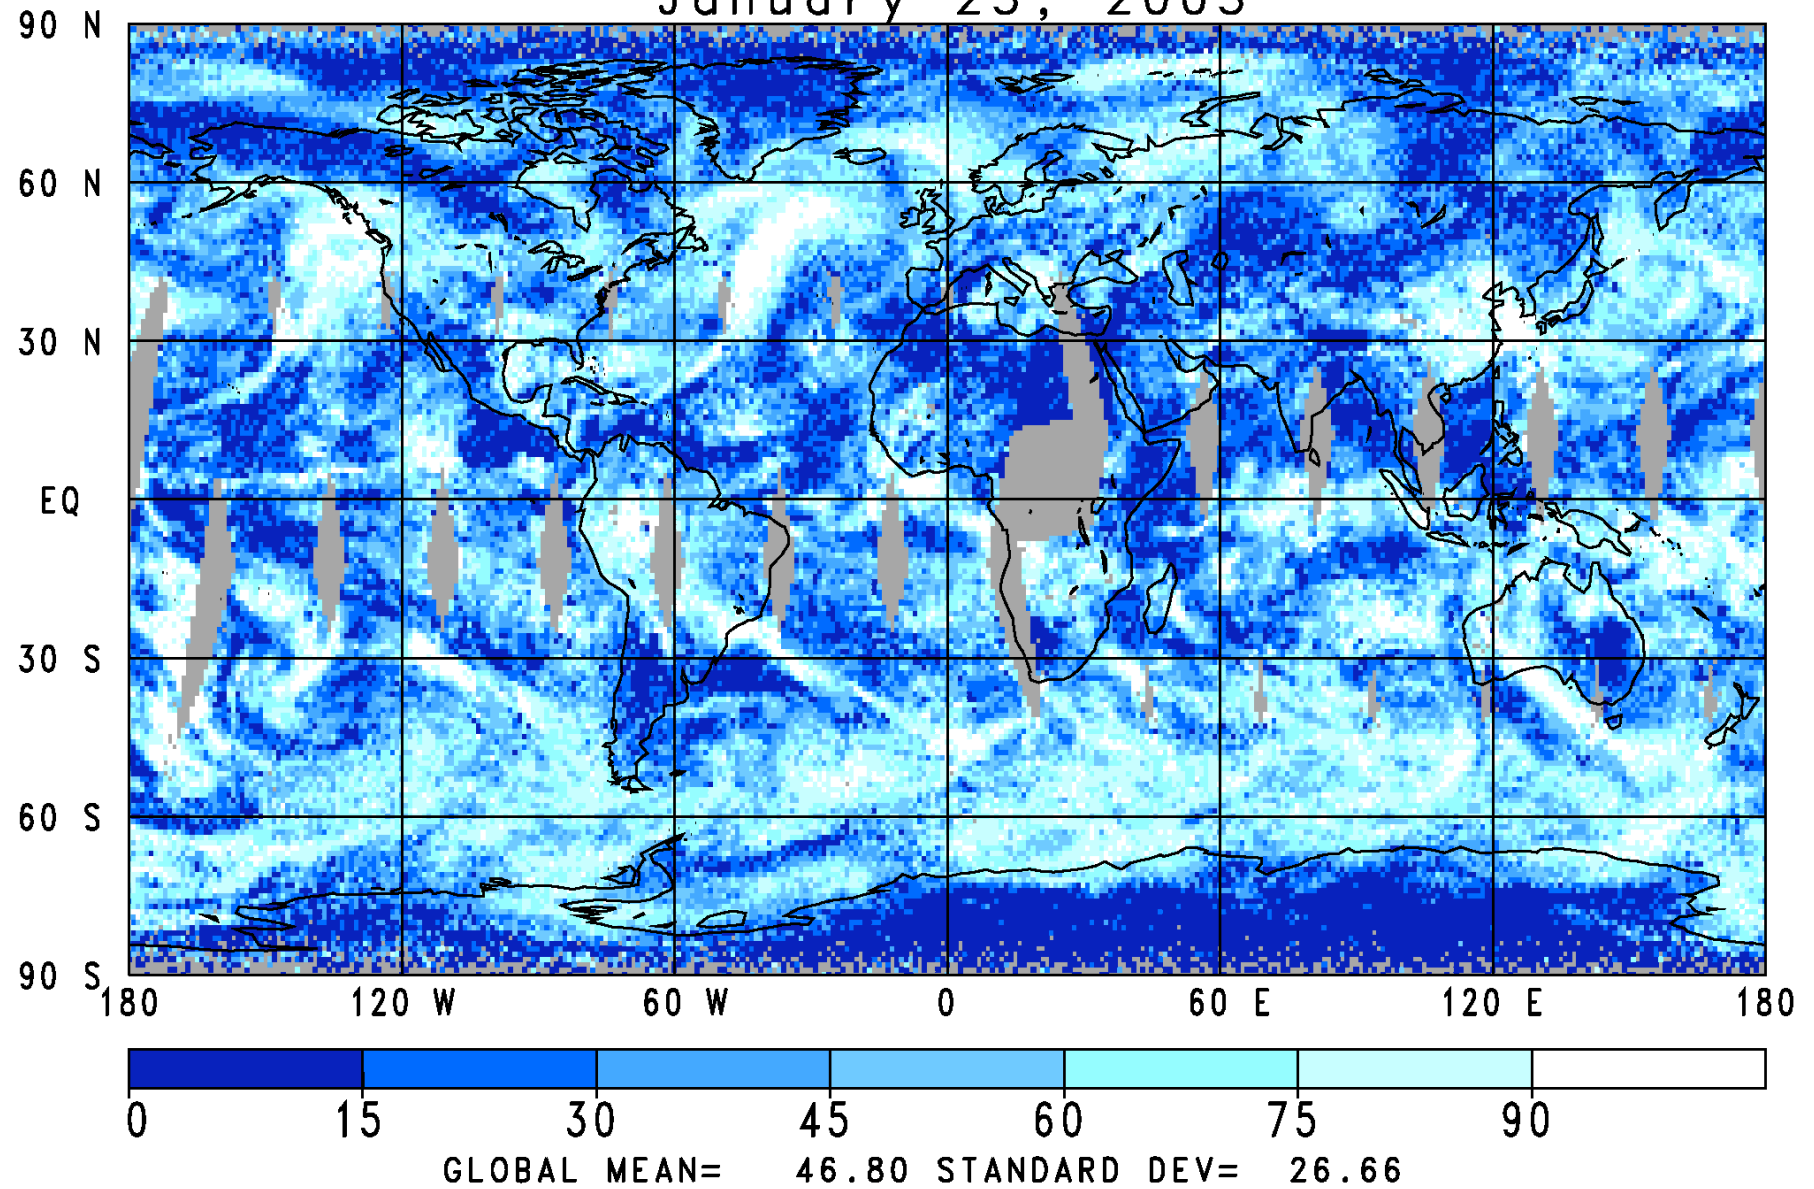 January
90 N
60 N
30 N
EQ
30 S
60 S
90 S
180 120 W 60 W 0 60 E 120 E 180
0 15 30 45 60 75 90
GLOBAL MEAN= 46.80 STANDARD DEV= 26.66